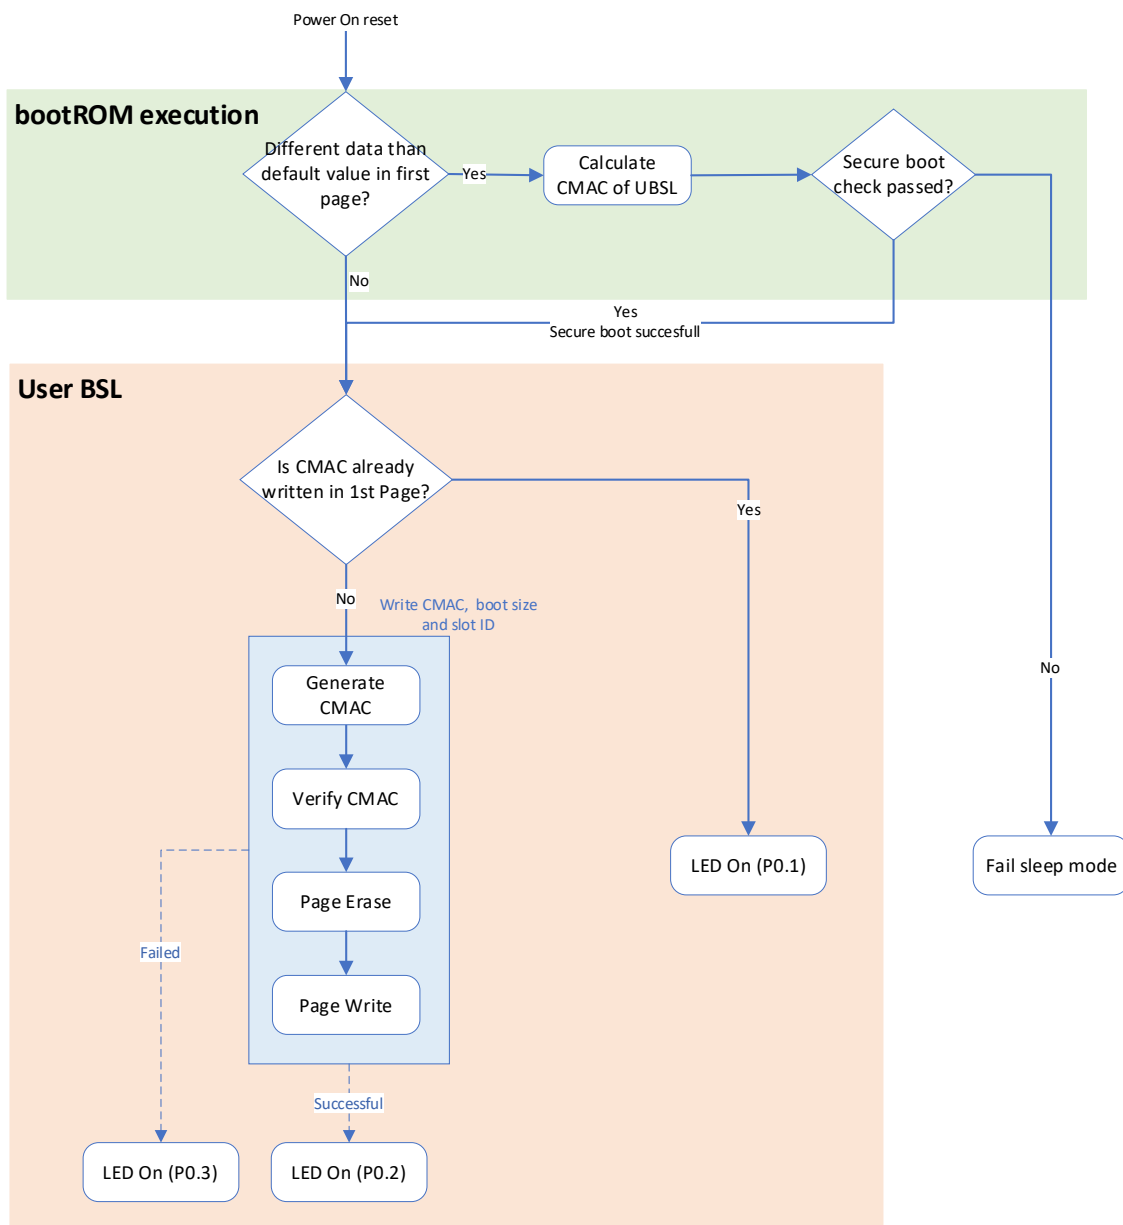 Power On reset
bootROM execution
Different data than
default value in first
page?
Yes
Calculate
CMAC of UBSL
Secure boot
check passed?
No
Yes
Secure boot succesfull
User BSL
Is CMAC already
written in 1st Page?
Yes
No
Write CMAC, boot size
and slot ID
Generate
CMAC
No
Verify CMAC
LED On (P0.1)
Fail sleep mode
Page Erase
Failed
Page Write
Successful
LED On (P0.3)
LED On (P0.2)